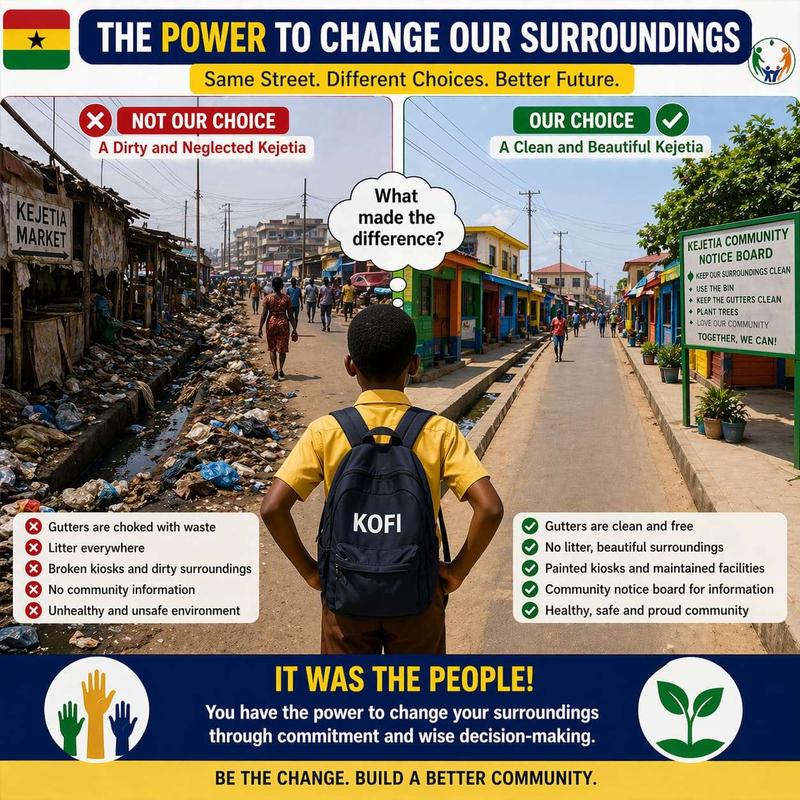 THE POWER TO CHANGE OUR SURROUNDINGS
Same Street. Different Choices. Better Future.
NOT OUR CHOICE
A Dirty and Neglected Kejetia
OUR CHOICE
A Clean and Beautiful Kejetia
What
made the
difference?
KEJETIA
MARKET
KEJETIA COMMUNITY
NOTICE BOARD
KEEP OUR SURROUNDINGS CLEAN
USE THE BIN
KEEP THE GUTTERS CLEAN
PLANT TREES
LOVE OUR COMMUNITY
TOGETHER, WE CAN!
KOFI
Gutters are choked with waste
Litter everywhere
Broken kiosks and dirty surroundings
No community information
Unhealthy and unsafe environment
Gutters are clean and free
No litter, beautiful surroundings
Painted kiosks and maintained facilities
Community notice board for information
Healthy, safe and proud community
IT WAS THE PEOPLE!
You have the power to change your surroundings
through commitment and wise decision-making.
BE THE CHANGE. BUILD A BETTER COMMUNITY.